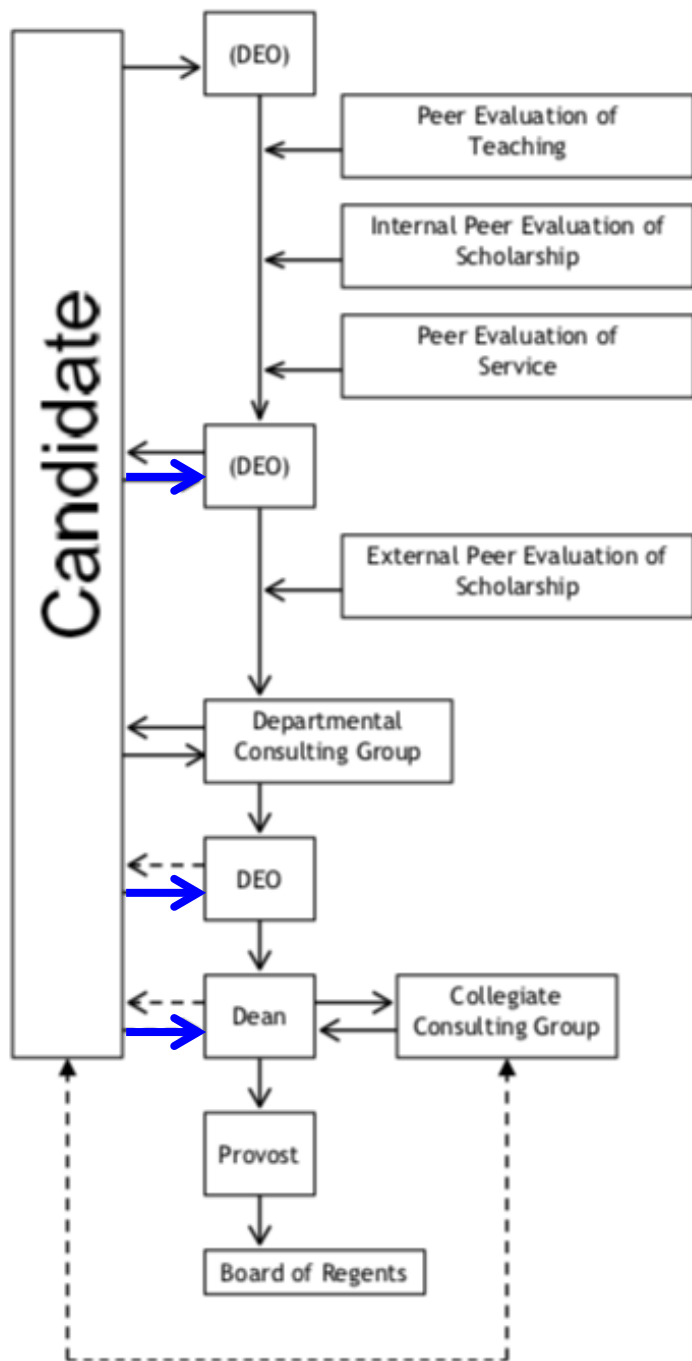 Candidate
(DEO)
Peer Evaluation of
Teaching
Internal Peer Evaluation of
Scholarship
Peer Evaluation of
Service
(DEO)
External Peer Evaluation of
Scholarship
Departmental
Consulting Group
DEO
Dean
Collegiate
Consulting Group
Provost
Board of Regents